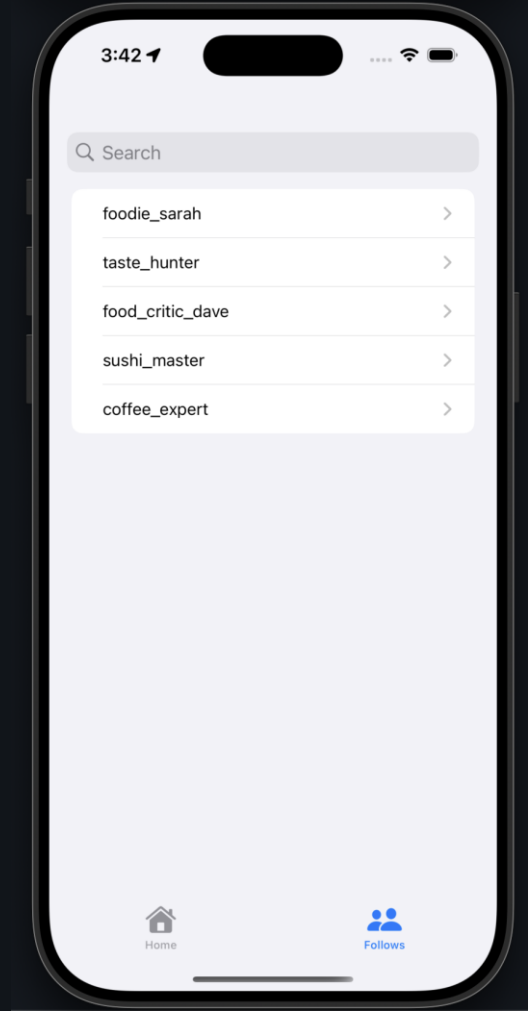 3:42
Search
foodie_sarah
taste_hunter
food_critic_dave
sushi_master
coffee_expert
Home
Follows